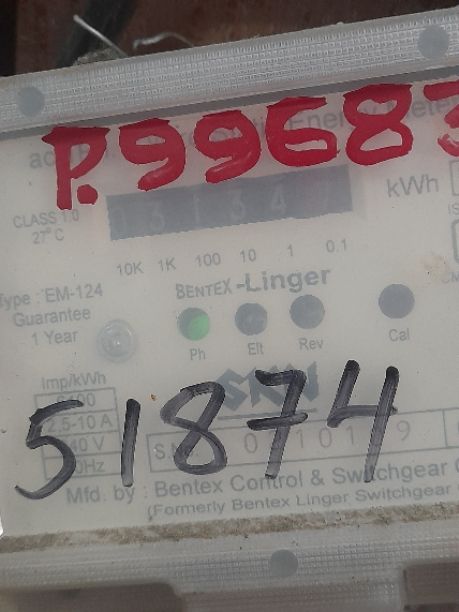 P.99683
kWh
CLASS 1.0
27°C
10K 1K 100 10 1 0.1
Type : EM-124
BENTEX-Linger
Guarantee
1 Year
Ph Elt Rev Cal
Imp/kWh
6400
2.5-10 A
51874
S.N.
Mfd. by : Bentex Control & Switchgear
(Formerly Bentex Linger Switchgear